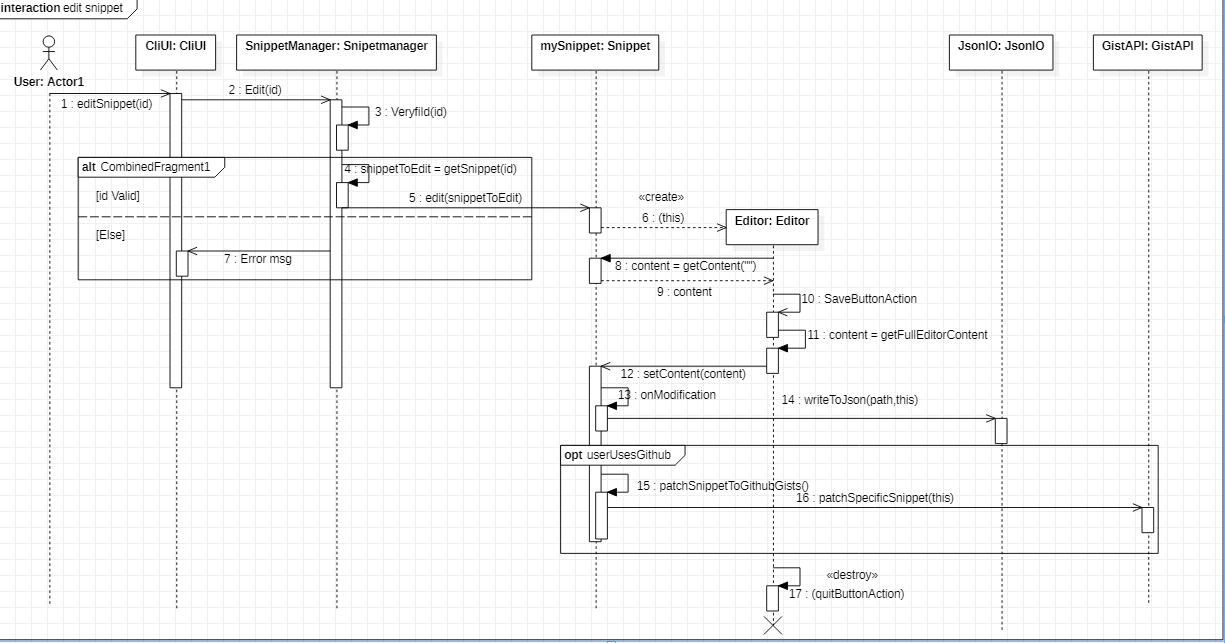 interaction edit snippet
User: Actor1
CliUI: CliUI
SnippetManager: Snipetmanager
mySnippet: Snippet
JsonIO: JsonIO
GistAPI: GistAPI
1 : editSnippet(id)
2 : Edit(id)
3 : VeryfiId(id)
alt CombinedFragment1
4 : snippetToEdit = getSnippet(id)
[id Valid]
5 : edit(snippetToEdit)
«create»
6 : (this)
Editor: Editor
[Else]
7 : Error msg
8 : content = getContent("")
9 : content
10 : SaveButtonAction
11 : content = getFullEditorContent
12 : setContent(content)
13 : onModification
14 : writeToJson(path,this)
opt userUsesGithub
15 : patchSnippetToGithubGists()
16 : patchSpecificSnippet(this)
«destroy»
17 : (quitButtonAction)